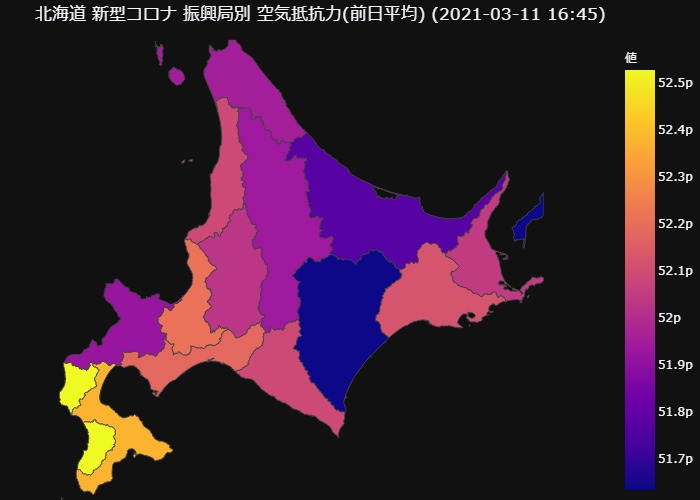 北海道 新型コロナ 振興局別 空気抵抗力(前日平均) (2021-03-11 16:45)
値
52.5p
52.4p
52.3p
52.2p
52.1p
52p
51.9p
51.8p
51.7p